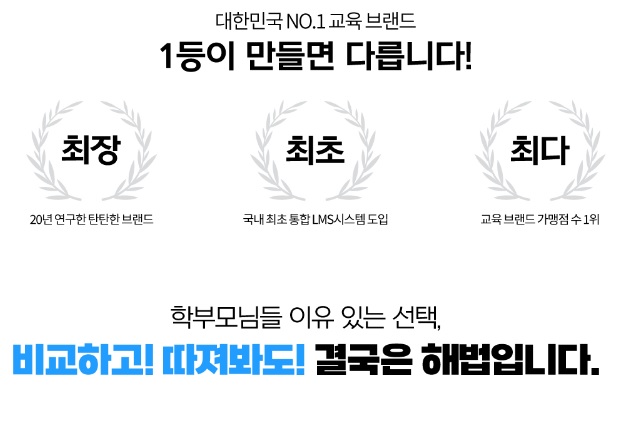 대한민국 NO.1 교육 브랜드
1등이 만들면 다릅니다!
최장
최초
최다
20년 연구한 탄탄한 브랜드
국내 최초 통합 LMS시스템 도입
교육 브랜드 가맹점 수 1위
학부모님들 이유 있는 선택,
비교하고! 따져봐도! 결국은 해법입니다.